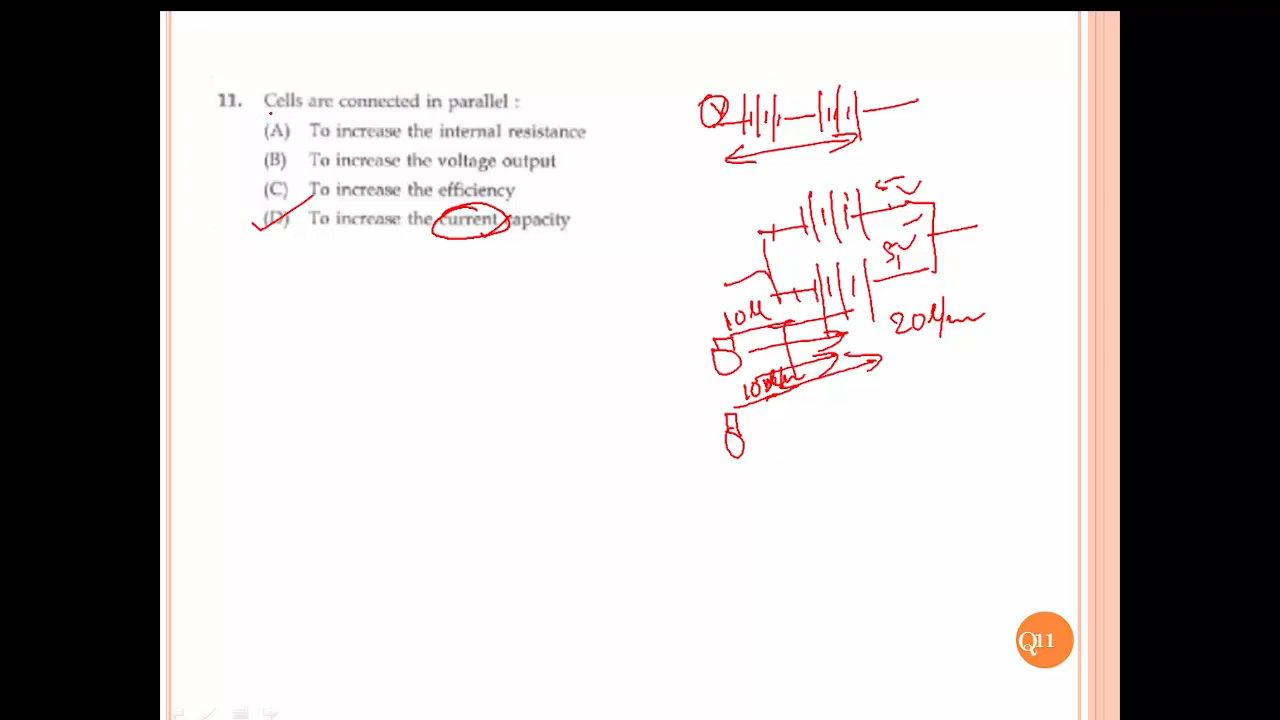 11. Cells are connected in parallel :
(A) To increase the internal resistance
(B) To increase the voltage output
(C) To increase the efficiency
(D) To increase the current capacity
5V
5V
Q11